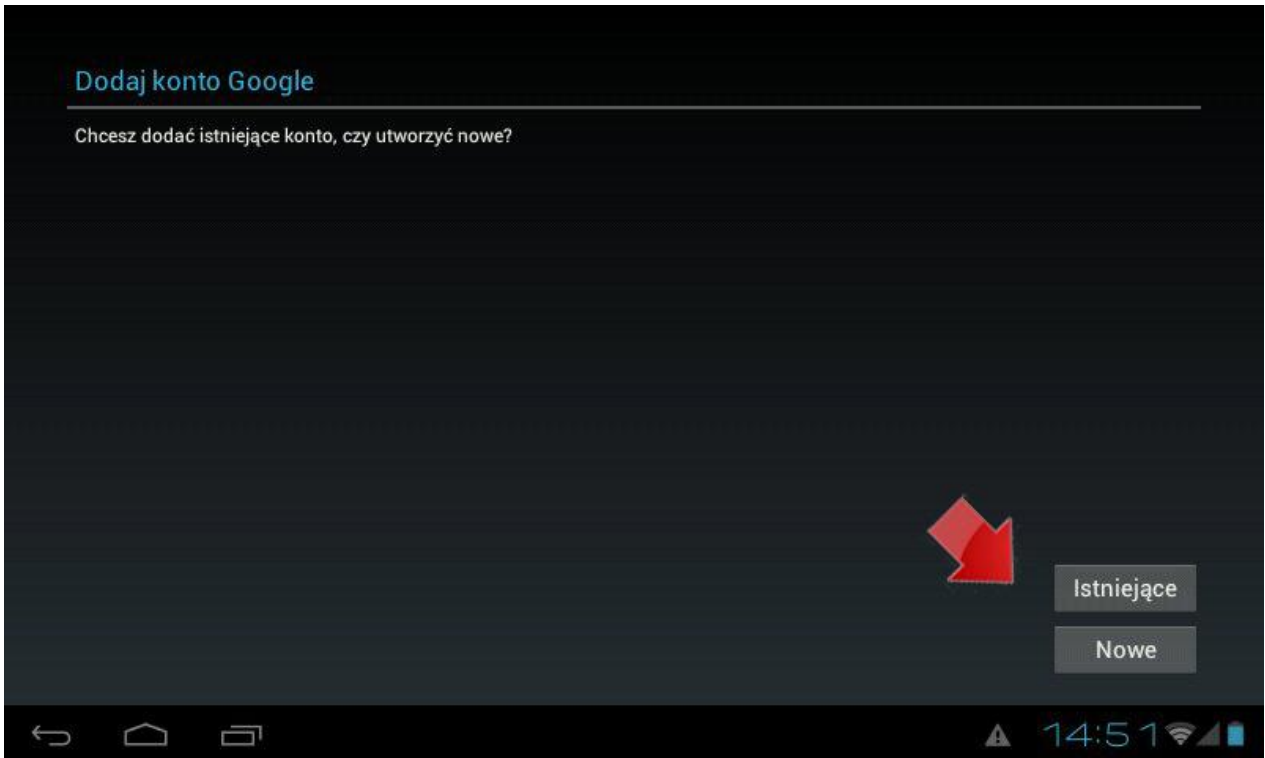 Dodaj konto Google
Chcesz dodać istniejące konto, czy utworzyć nowe?
Istniejące
Nowe
14:51